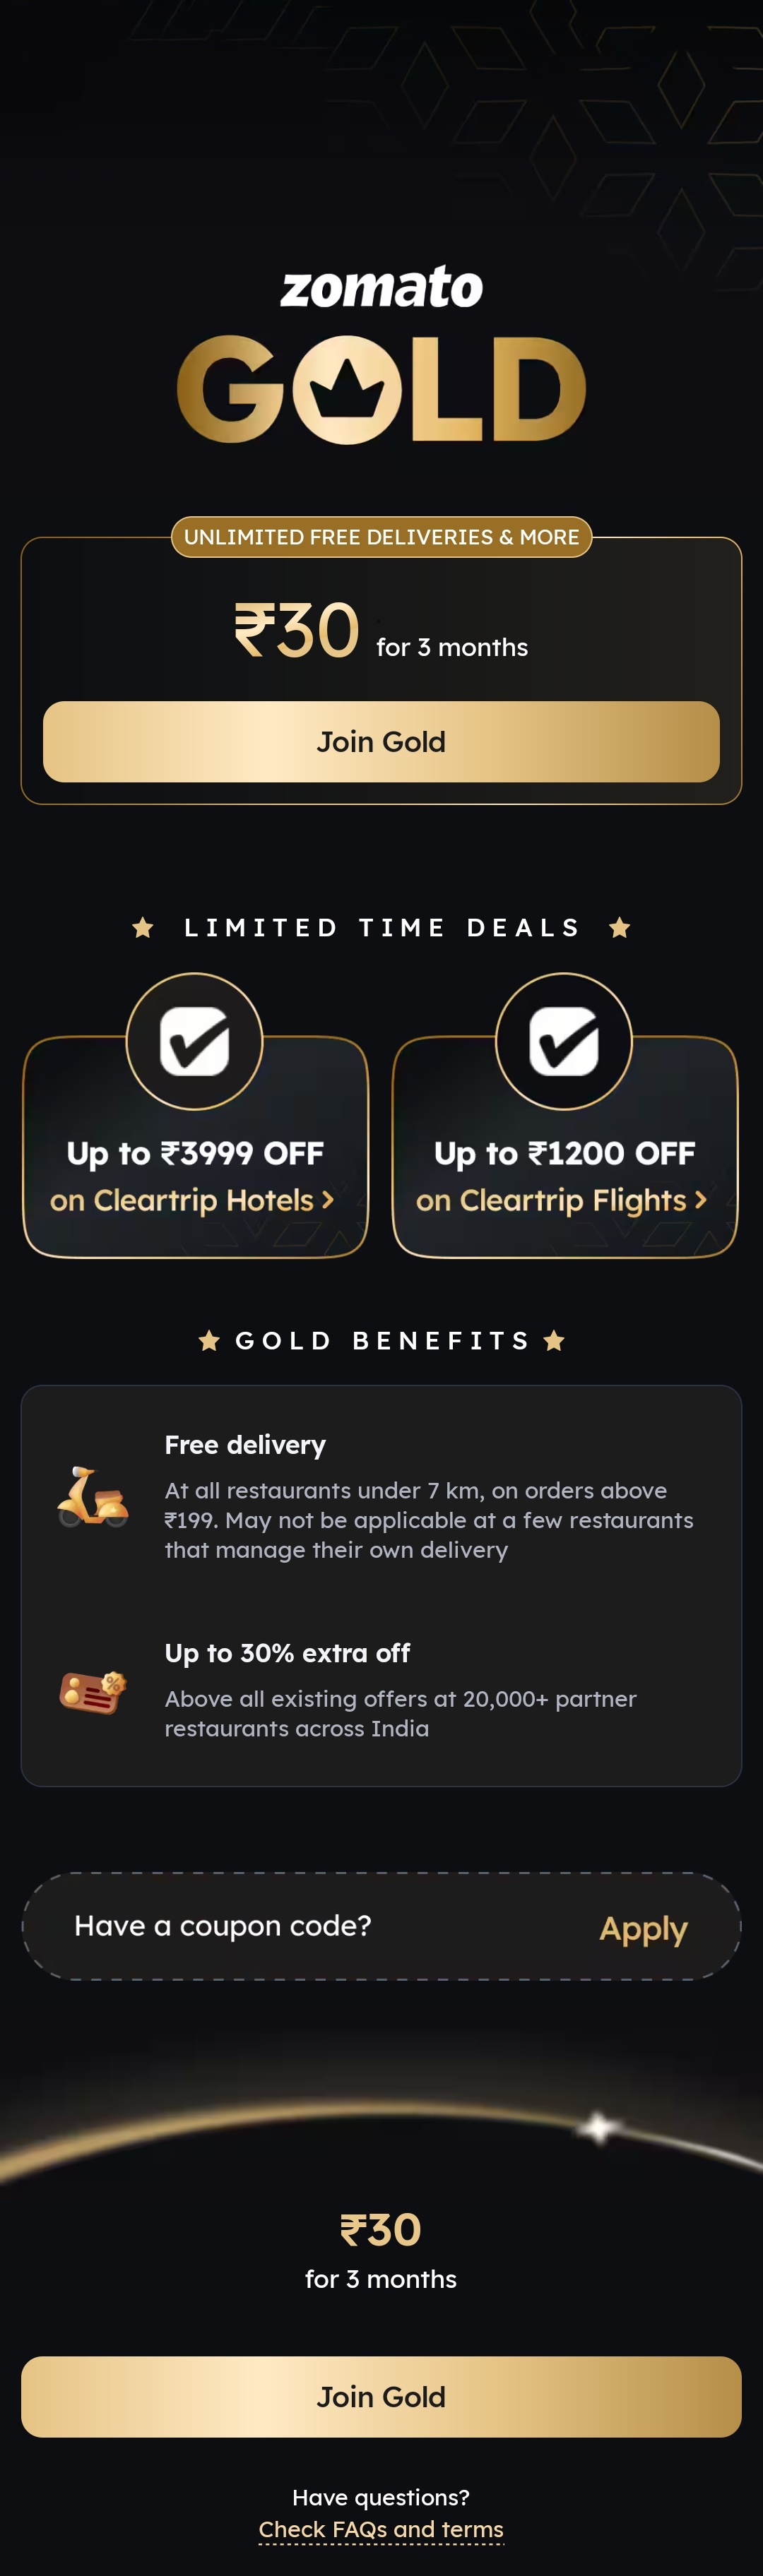 zomato
GOLD
UNLIMITED FREE DELIVERIES & MORE
₹30 for 3 months
Join Gold
LIMITED TIME DEALS
Up to ₹3999 OFF
on Cleartrip Hotels
Up to ₹1200 OFF
on Cleartrip Flights
GOLD BENEFITS
Free delivery
At all restaurants under 7 km, on orders above
₹199. May not be applicable at a few restaurants
that manage their own delivery
Up to 30% extra off
Above all existing offers at 20,000+ partner
restaurants across India
Have a coupon code? Apply
₹30
for 3 months
Join Gold
Have questions?
Check FAQs and terms